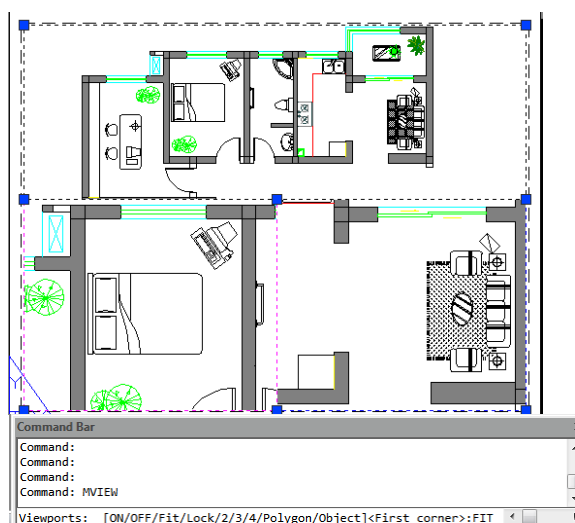 Command Bar
Command:
Command:
Command:
Command: MVIEW
Viewports: [ON/OFF/Fit/Lock/2/3/4/Polygon/Object]<First corner>:FIT